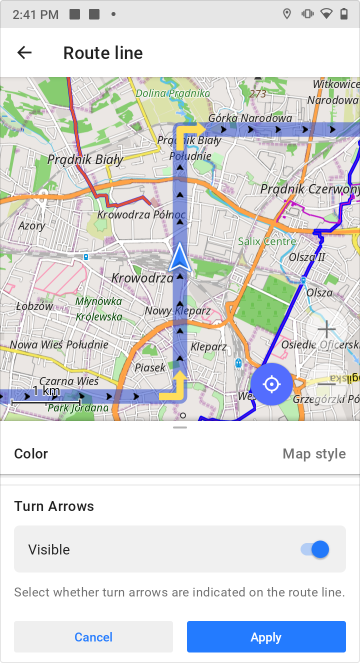 2:41 PM
Route line
Witkowice
Dolina Prądnika
273
Narodowa
Górka Narodowa
Prądnik Biały
Południe
Prądnik Biały
Prądnik Czerwony
Krowodrza Północ
Azory
Salix Centre
Olsza II
Krowodrza
Olsza
Łobzów
Młynówka
Królewska
Nowy Kleparz
Nowa Wieś Południe
Kleparz
Osiedle Oficerskie
Piasek
Czarna Wieś
1 km
Park Jordana
Grzegórzki
Color
Map style
Turn Arrows
Visible
Select whether turn arrows are indicated on the route line.
Cancel
Apply